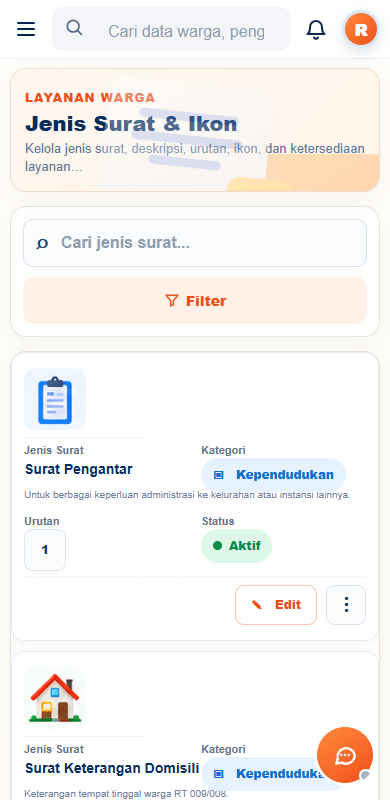 Cari data warga, peng
R
LAYANAN WARGA
Jenis Surat & Ikon
Kelola jenis surat, deskripsi, urutan, ikon, dan ketersediaan
layanan...
Cari jenis surat...
Filter
Jenis Surat
Kategori
Surat Pengantar
Kependudukan
Untuk berbagai keperluan administrasi ke kelurahan atau instansi lainnya.
Urutan
Status
1
Aktif
Edit
Jenis Surat
Kategori
Surat Keterangan Domisili
Kependuduka
Keterangan tempat tinggal warga RT 009/008.